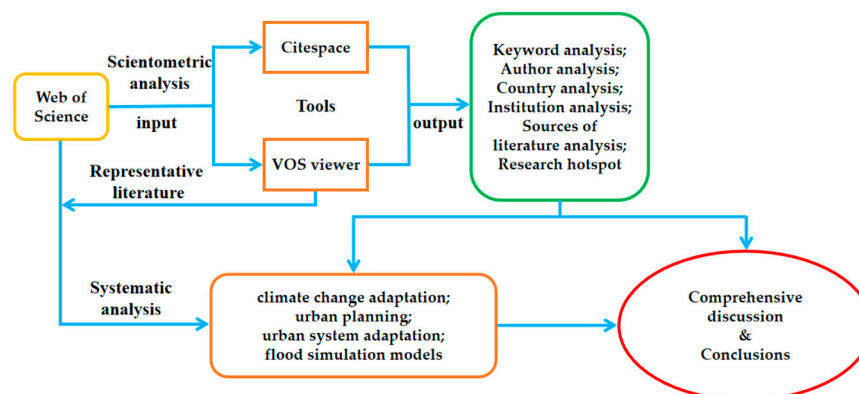 Web of
Science
Scientometric
analysis
input
Citespace
Tools
VOS viewer
output
Keyword analysis;
Author analysis;
Country analysis;
Institution analysis;
Sources of
literature analysis;
Research hotspot
Representative
literature
Systematic
analysis
climate change adaptation;
urban planning;
urban system adaptation;
flood simulation models
Comprehensive
discussion
&
Conclusions